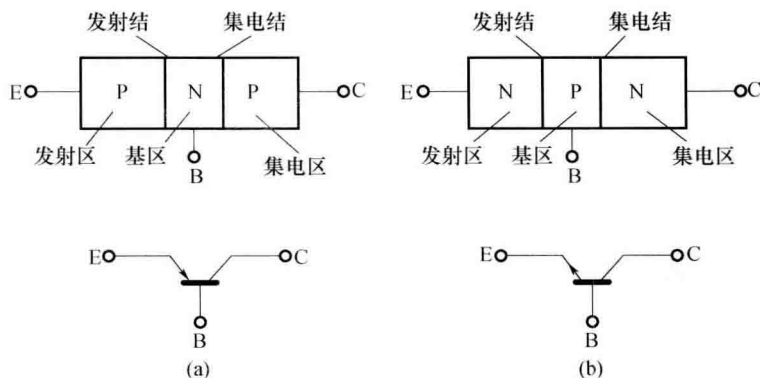 发射结 集电结
E P N P C
发射区 基区 集电区
B
E C
B
(a)
发射结 集电结
E N P N C
发射区 基区 集电区
B
E C
B
(b)